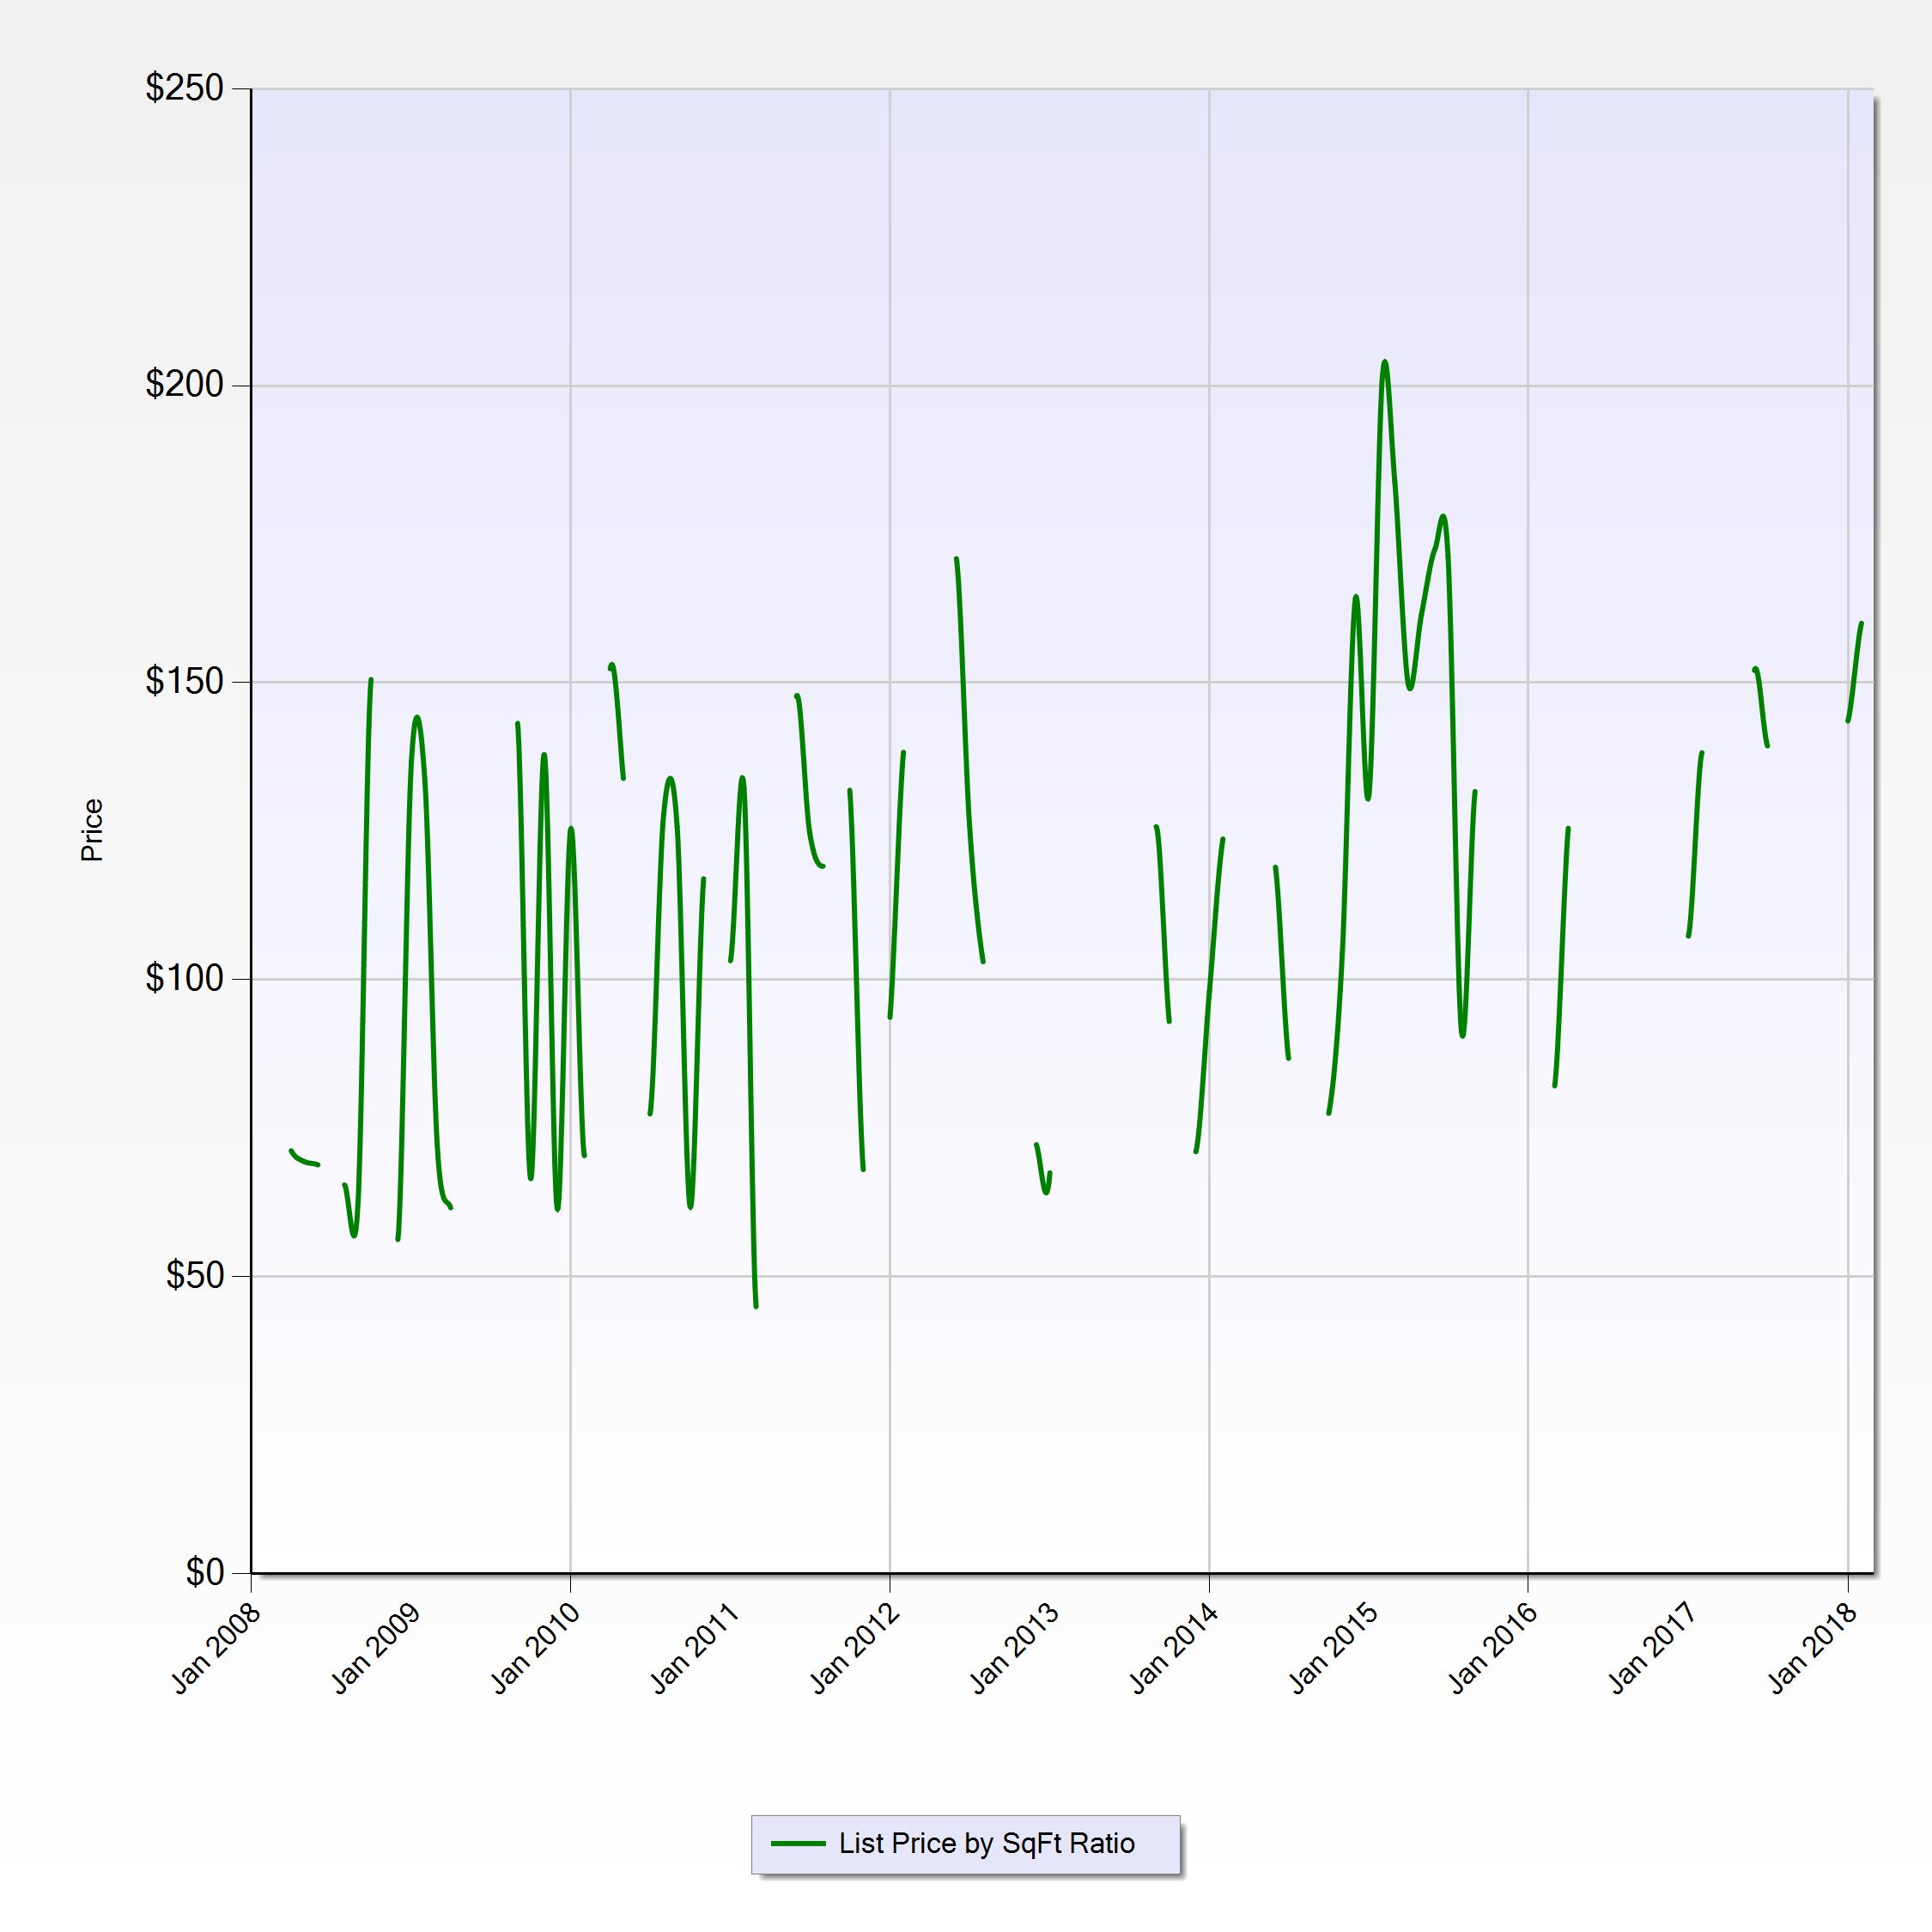 $250
$200
$150
$100
$50
$0
Price
Jan 2008
Jan 2009
Jan 2010
Jan 2011
Jan 2012
Jan 2013
Jan 2014
Jan 2015
Jan 2016
Jan 2017
Jan 2018
List Price by SqFt Ratio